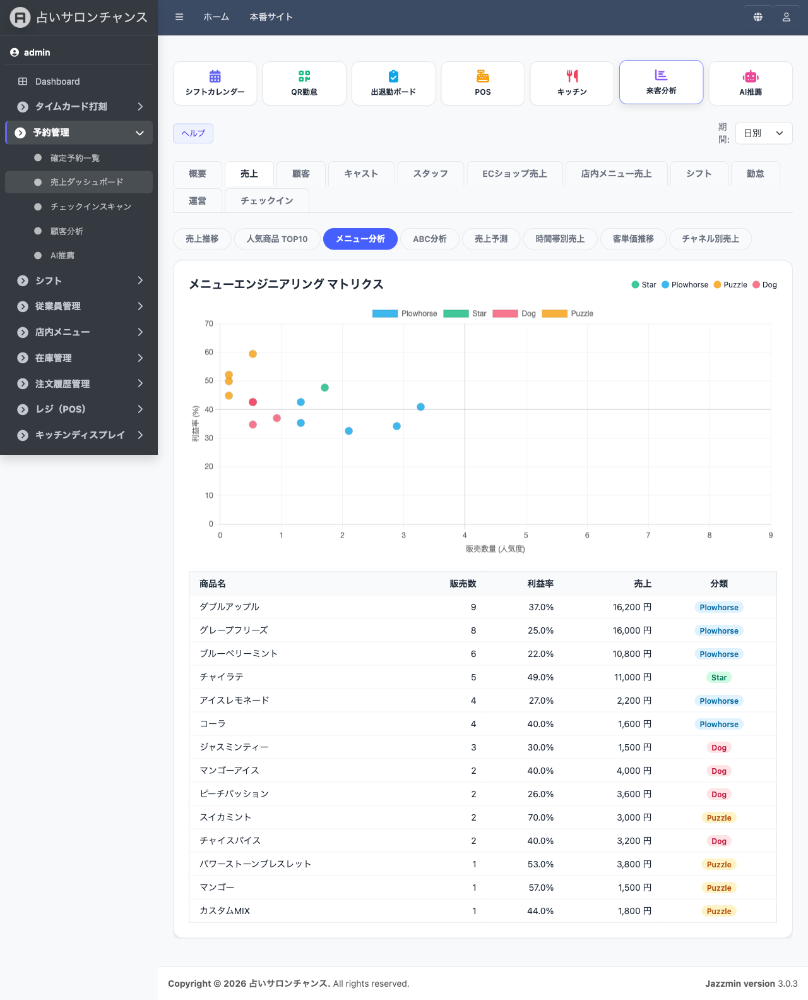 占いサロンチャンス
ホーム
本番サイト
admin
Dashboard
タイムカード打刻
予約管理
確定予約一覧
売上ダッシュボード
チェックインスキャン
顧客分析
AI推薦
シフト
従業員管理
店内メニュー
在庫管理
注文履歴管理
レジ（POS）
キッチンディスプレイ
シフトカレンダー
QR勤怠
出退勤ボード
POS
キッチン
来客分析
AI推薦
ヘルプ
期間:
日別
概要 売上 顧客 キャスト スタッフ ECショップ売上 店内メニュー売上 シフト 勤怠
運営 チェックイン
売上推移 人気商品 TOP10 メニュー分析 ABC分析 売上予測 時間帯別売上 客単価推移 チャネル別売上
メニューエンジニアリング マトリクス
Star Plowhorse Puzzle Dog
Plowhorse Star Dog Puzzle
70
60
50
40
30
20
10
0
利益率 (%)
0 1 2 3 4 5 6 7 8 9
販売数量 (人気度)
商品名 販売数 利益率 売上 分類
ダブルアップル 9 37.0% 16,200 円 Plowhorse
グレープフリーズ 8 25.0% 16,000 円 Plowhorse
ブルーベリーミント 6 22.0% 10,800 円 Plowhorse
チャイラテ 5 49.0% 11,000 円 Star
アイスレモネード 4 27.0% 2,200 円 Plowhorse
コーラ 4 40.0% 1,600 円 Plowhorse
ジャスミンティー 3 30.0% 1,500 円 Dog
マンゴーアイス 2 40.0% 4,000 円 Dog
ピーチパッション 2 26.0% 3,600 円 Dog
スイカミント 2 70.0% 3,000 円 Puzzle
チャイスパイス 2 40.0% 3,200 円 Dog
パワーストーンブレスレット 1 53.0% 3,800 円 Puzzle
マンゴー 1 57.0% 1,500 円 Puzzle
カスタムMIX 1 44.0% 1,800 円 Puzzle
Copyright © 2026 占いサロンチャンス. All rights reserved.
Jazzmin version 3.0.3